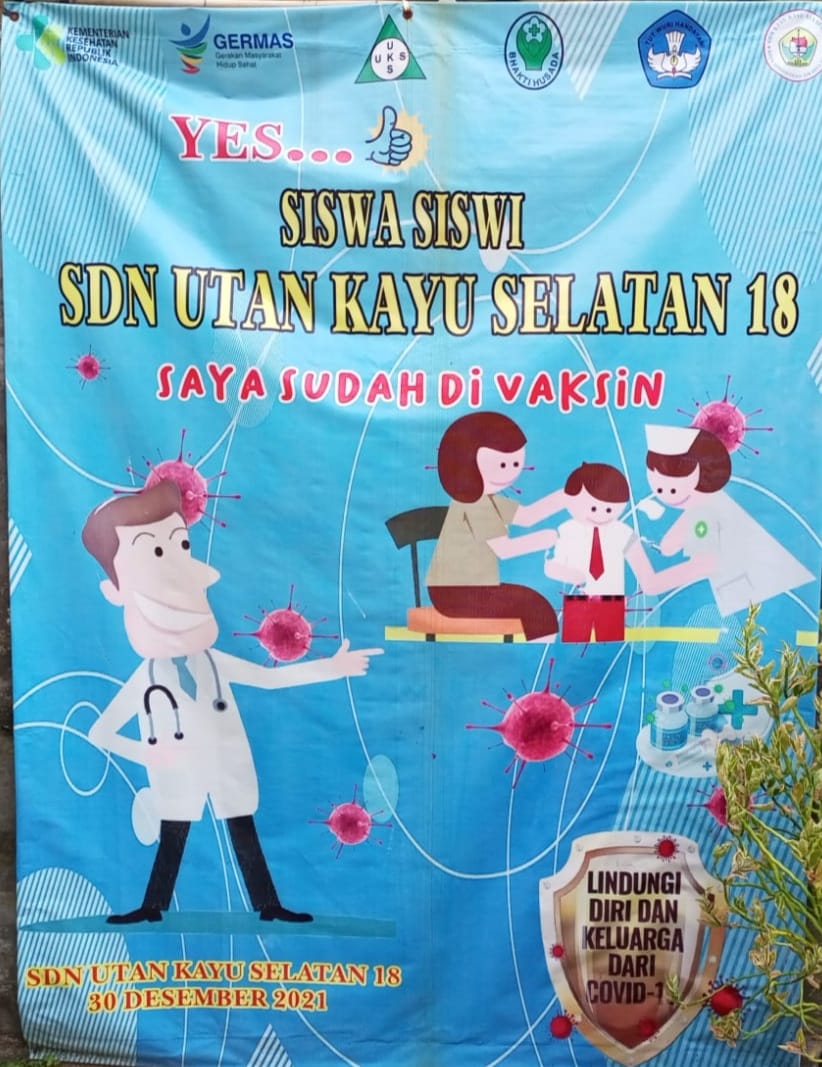 KEMENTERIAN
KESEHATAN
REPUBLIK
INDONESIA
GERMAS
Gerakan Masyarakat
Hidup Sehat
U
U K S
S
BHAKTI HUSADA
TUT WURI HANDAYANI
YES...
SISWA SISWI
SDN UTAN KAYU SELATAN 18
SAYA SUDAH Di VAKSiN
LINDUNGI
DIRI DAN
KELUARGA
DARI
COVID-1
SDN UTAN KAYU SELATAN 18
30 DESEMBER 2021